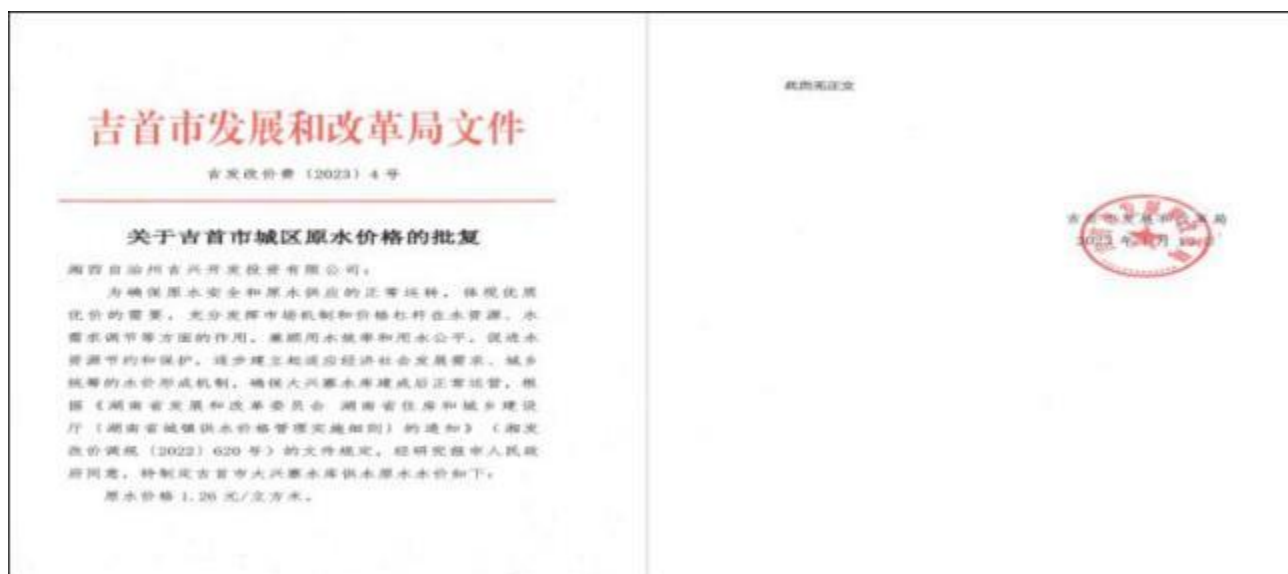 吉首市发展和改革局文件
吉发改价费〔2023〕4号
关于吉首市城区原水价格的批复
湘西自治州吉兴开发投资有限公司：
为确保原水安全和原水供应的正常运转，体现优质
优价的需要，充分发挥市场机制和价格杠杆在水资源、水
需求调节等方面的作用，兼顾用水效率和用水公平，促进水
资源节约和保护，逐步建立起适应经济社会发展需求、城乡
统筹的水价形成机制，确保大兴寨水库建成后正常运营，根
据《湖南省发展和改革委员会 湖南省住房和城乡建设
厅〈湖南省城镇供水价格管理实施细则〉的通知》（湘发
改价调规〔2022〕620号）的文件规定，经研究报市人民政
府同意，特制定吉首市大兴寨水库供水原水水价如下：
原水价格1.26元/立方米。
此页无正文
吉首市发展和改革局
2023年